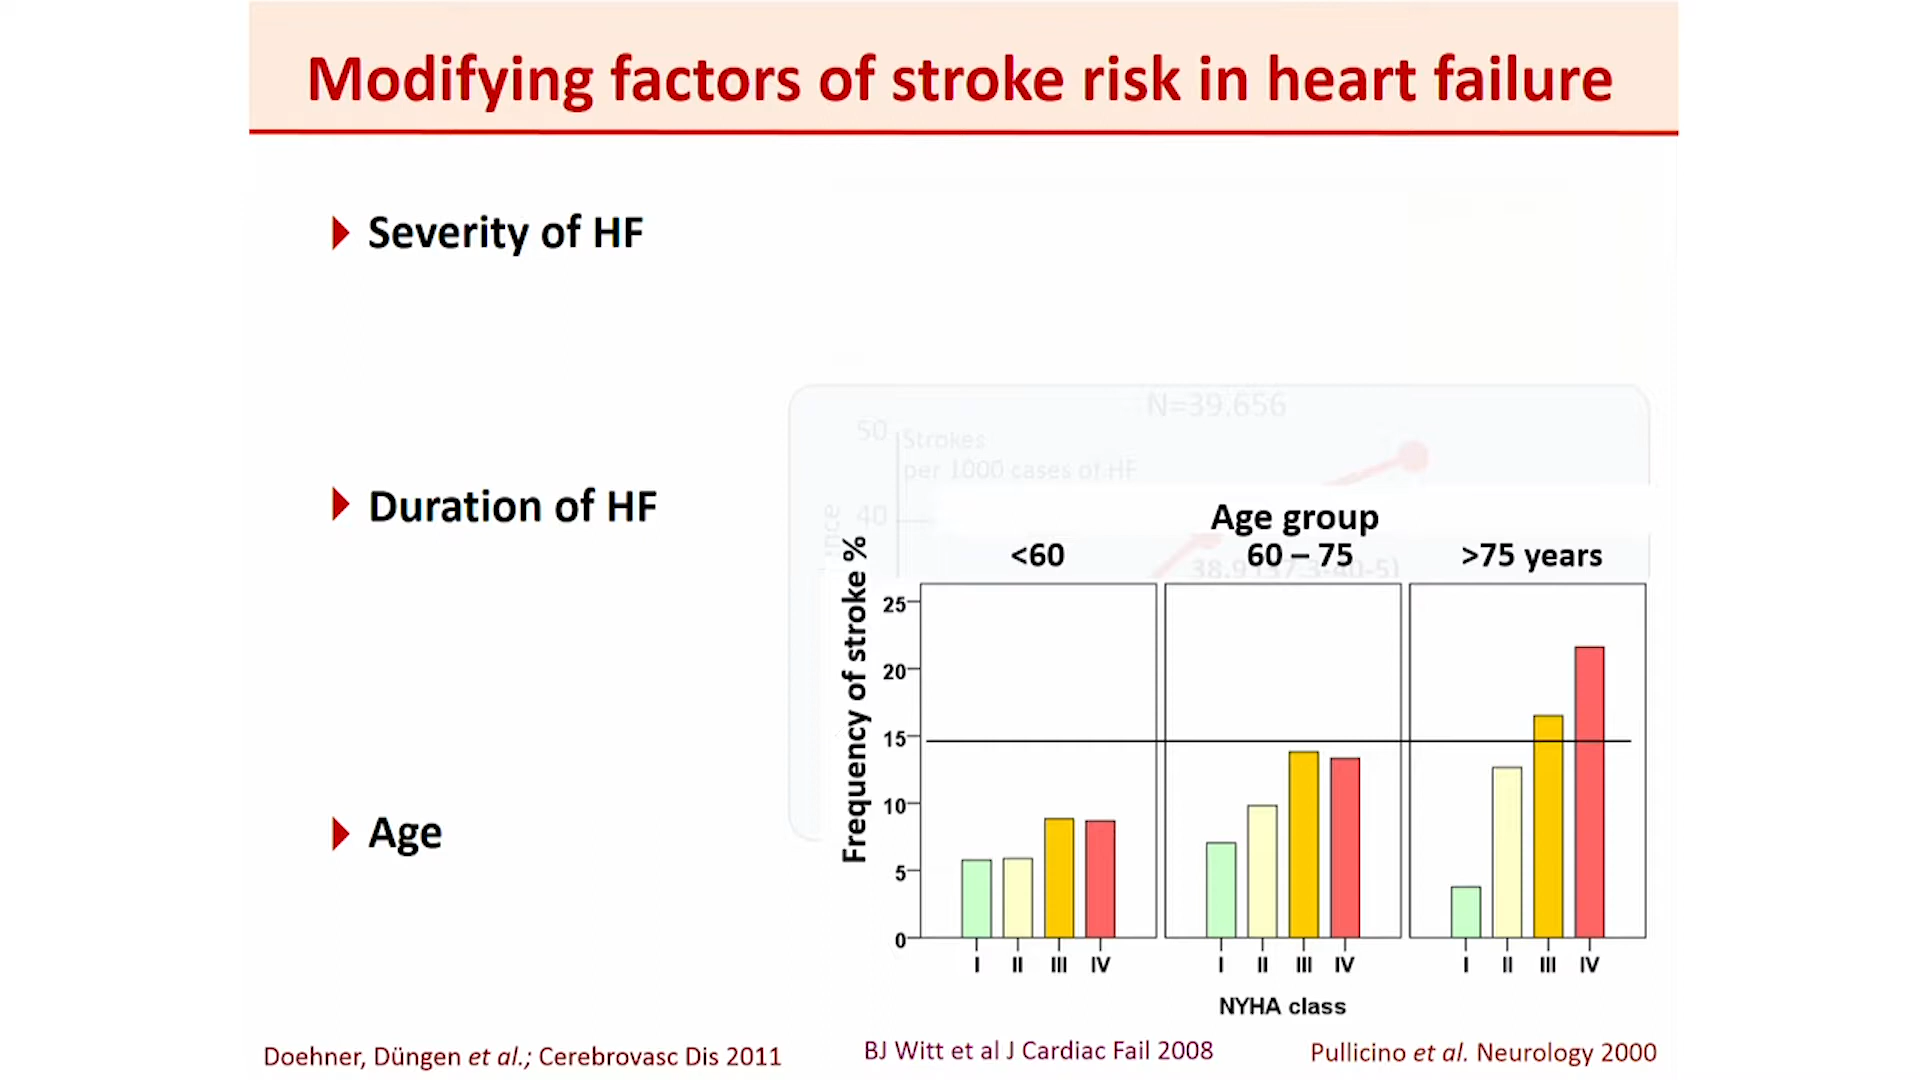 Modifying factors of stroke risk in heart failure
Severity of HF
Duration of HF
Age
N=39.656
50
Strokes
per 1000 cases of HF
40
Age group
<60 60 – 75 >75 years
Frequency of stroke %
25
20
15
10
5
0
I II III IV I II III IV I II III IV
NYHA class
Doehner, Düngen et al.; Cerebrovasc Dis 2011
BJ Witt et al J Cardiac Fail 2008
Pullicino et al. Neurology 2000